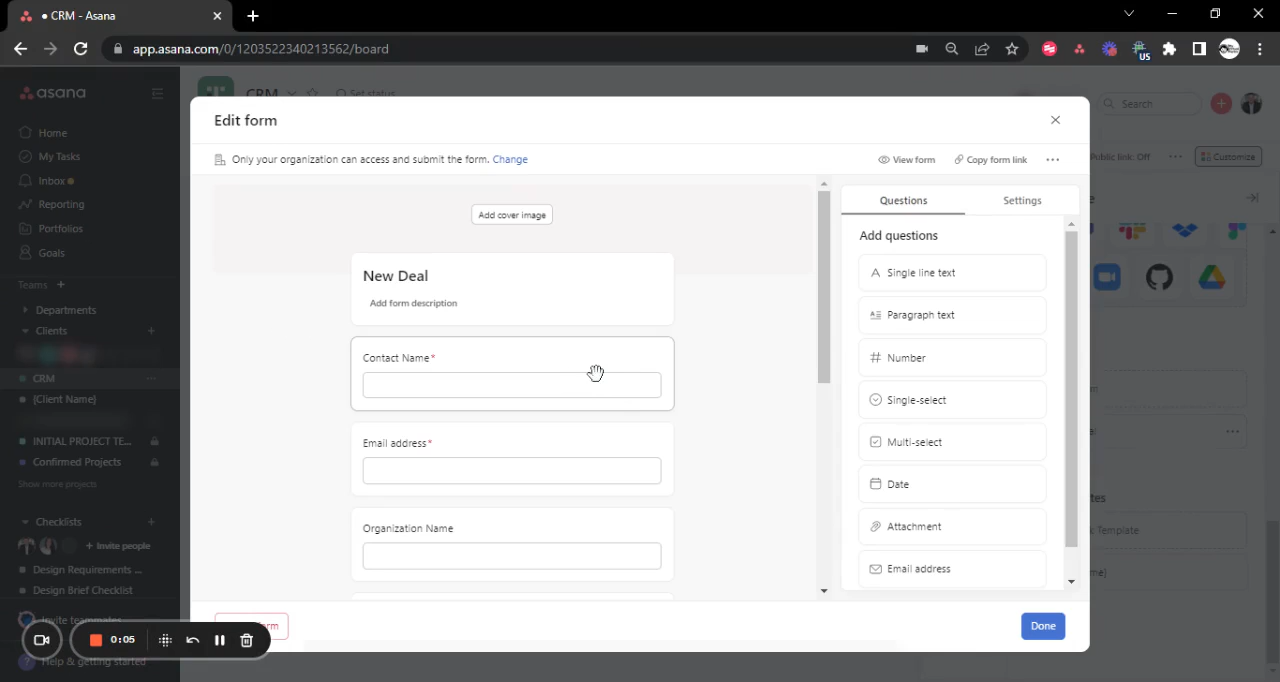 • CRM - Asana
app.asana.com/0/1203522340213562/board
US
asana
Home
My Tasks
Inbox
Reporting
Portfolios
Goals
Teams
Departments
Clients
CRM
{Client Name}
INITIAL PROJECT TE...
Confirmed Projects
Show more projects
Checklists
+ Invite people
Design Requirements ...
Design Brief Checklist
Invite teammates
Help & getting started
0:05
CRM
Set status
Search
Public link: Off
Customize
Edit form
Only your organization can access and submit the form. Change
View form
Copy form link
Add cover image
New Deal
Add form description
Contact Name*
Email address*
Organization Name
Questions
Settings
Add questions
Single line text
Paragraph text
Number
Single-select
Multi-select
Date
Attachment
Email address
Done